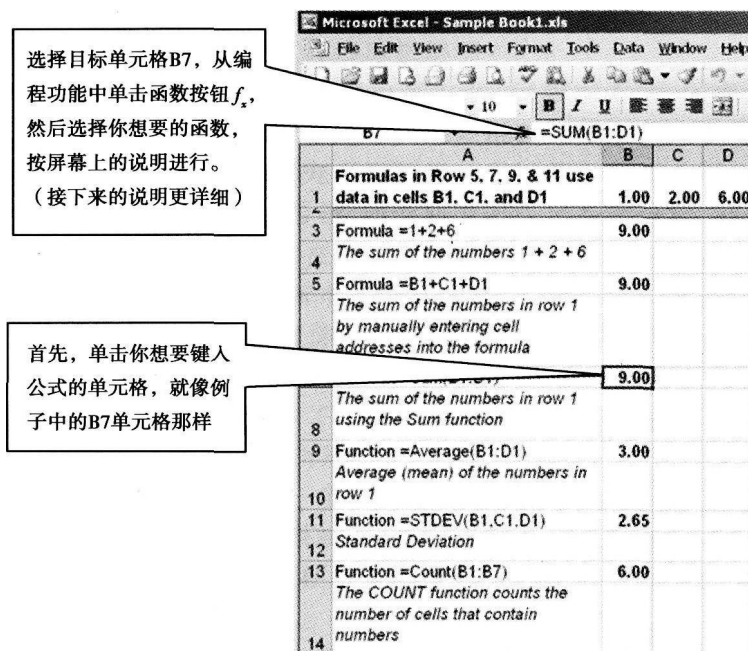 Microsoft Excel - Sample Book1.xls
File Edit View Insert Format Tools Data Window Help
10 B I U
B7 =SUM(B1:D1)
A B C D
选择目标单元格B7，从编
程功能中单击函数按钮fx，
然后选择你想要的函数，
按屏幕上的说明进行。
（接下来的说明更详细）
Formulas in Row 5, 7, 9, & 11 use
1 data in cells B1, C1, and D1 1.00 2.00 6.00
3 Formula =1+2+6 9.00
4 The sum of the numbers 1 + 2 + 6
5 Formula =B1+C1+D1 9.00
The sum of the numbers in row 1
by manually entering cell
addresses into the formula
首先，单击你想要键入
公式的单元格，就像例
子中的B7单元格那样
9.00
The sum of the numbers in row 1
using the Sum function
8
9 Function =Average(B1:D1) 3.00
Average (mean) of the numbers in
10 row 1
11 Function =STDEV(B1,C1,D1) 2.65
12 Standard Deviation
13 Function =Count(B1:B7) 6.00
The COUNT function counts the
number of cells that contain
14 numbers